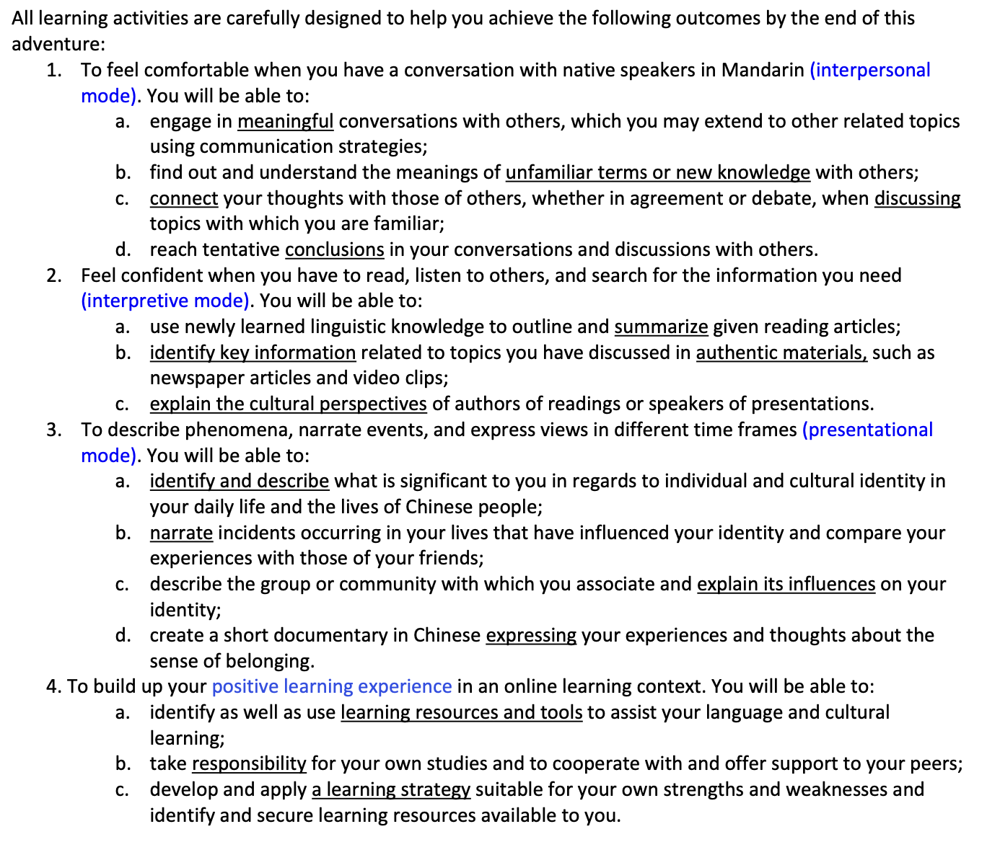 All learning activities are carefully designed to help you achieve the following outcomes by the end of this
adventure:
1. To feel comfortable when you have a conversation with native speakers in Mandarin (interpersonal
mode). You will be able to:
a. engage in meaningful conversations with others, which you may extend to other related topics
using communication strategies;
b. find out and understand the meanings of unfamiliar terms or new knowledge with others;
c. connect your thoughts with those of others, whether in agreement or debate, when discussing
topics with which you are familiar;
d. reach tentative conclusions in your conversations and discussions with others.
2. Feel confident when you have to read, listen to others, and search for the information you need
(interpretive mode). You will be able to:
a. use newly learned linguistic knowledge to outline and summarize given reading articles;
b. identify key information related to topics you have discussed in authentic materials, such as
newspaper articles and video clips;
c. explain the cultural perspectives of authors of readings or speakers of presentations.
3. To describe phenomena, narrate events, and express views in different time frames (presentational
mode). You will be able to:
a. identify and describe what is significant to you in regards to individual and cultural identity in
your daily life and the lives of Chinese people;
b. narrate incidents occurring in your lives that have influenced your identity and compare your
experiences with those of your friends;
c. describe the group or community with which you associate and explain its influences on your
identity;
d. create a short documentary in Chinese expressing your experiences and thoughts about the
sense of belonging.
4. To build up your positive learning experience in an online learning context. You will be able to:
a. identify as well as use learning resources and tools to assist your language and cultural
learning;
b. take responsibility for your own studies and to cooperate with and offer support to your peers;
c. develop and apply a learning strategy suitable for your own strengths and weaknesses and
identify and secure learning resources available to you.